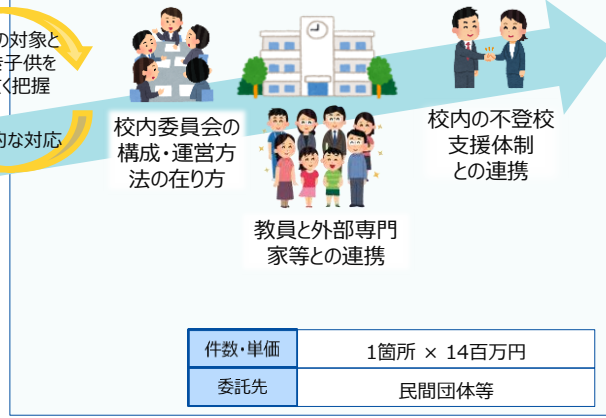 の対象と
子供を
く把握
的な対応
校内委員会の
構成・運営方
法の在り方
教員と外部専門
家等との連携
校内の不登校
支援体制
との連携
件数・単価 1箇所 × 14百万円
委託先 民間団体等